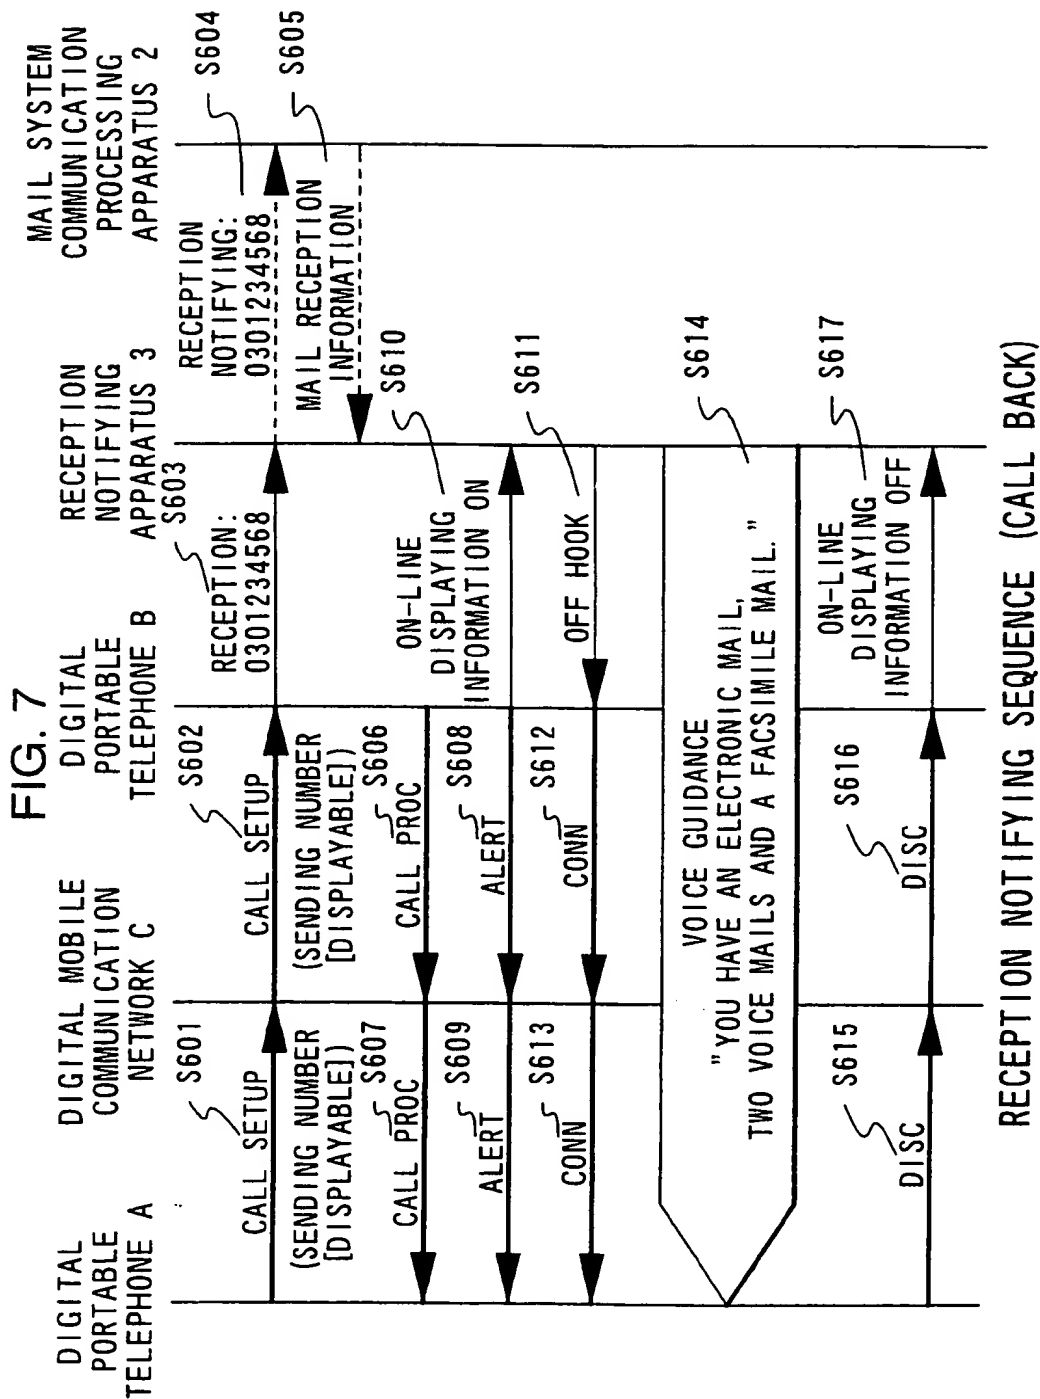 FIG. 7
DIGITAL
PORTABLE
TELEPHONE A
DIGITAL MOBILE
COMMUNICATION
NETWORK C
DIGITAL
PORTABLE
TELEPHONE B
RECEPTION
NOTIFYING
APPARATUS 3
MAIL SYSTEM
COMMUNICATION
PROCESSING
APPARATUS 2
S601
CALL SETUP
(SENDING NUMBER
[DISPLAYABLE])
S602
CALL SETUP
(SENDING NUMBER
[DISPLAYABLE])
S603
RECEPTION:
0301234568
RECEPTION
NOTIFYING:
0301234568
S604
MAIL RECEPTION
INFORMATION
S605
S607
CALL PROC
S606
CALL PROC
S609
ALERT
S608
ALERT
ON-LINE
DISPLAYING
INFORMATION ON
S610
S613
CONN
S612
CONN
OFF HOOK
S611
VOICE GUIDANCE
"YOU HAVE AN ELECTRONIC MAIL,
TWO VOICE MAILS AND A FACSIMILE MAIL."
S614
S615
DISC
S616
DISC
ON-LINE
DISPLAYING
INFORMATION OFF
S617
RECEPTION NOTIFYING SEQUENCE (CALL BACK)